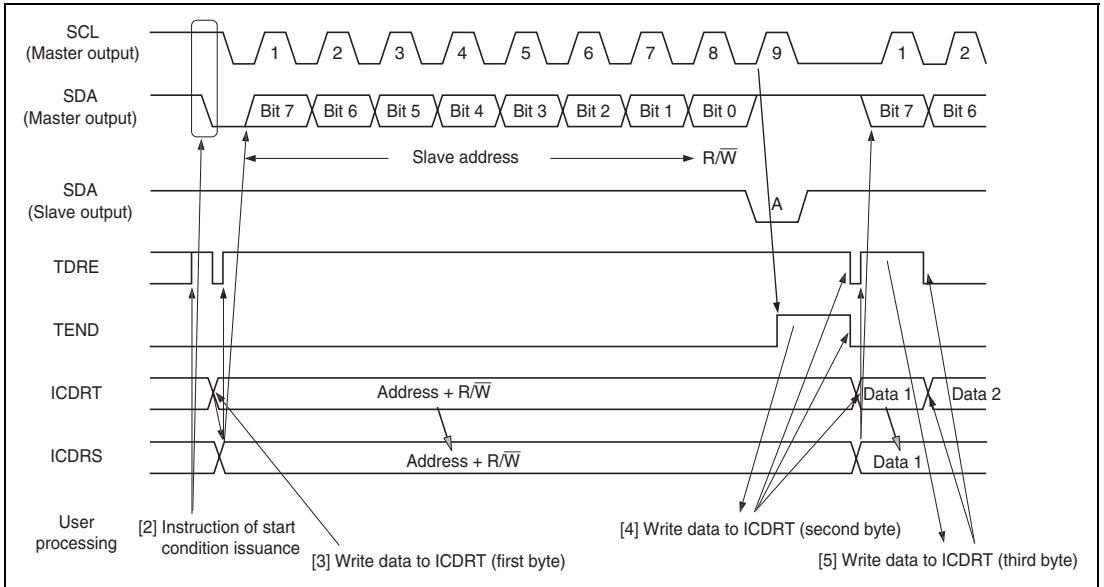 SCL
(Master output)
1 2 3 4 5 6 7 8 9 1 2
SDA
(Master output)
Bit 7 Bit 6 Bit 5 Bit 4 Bit 3 Bit 2 Bit 1 Bit 0 Bit 7 Bit 6
Slave address R/W̅
SDA
(Slave output)
A
TDRE
TEND
ICDRT
Address + R/W̅ Data 1 Data 2
ICDRS
Address + R/W̅ Data 1
User
processing
[2] Instruction of start
condition issuance
[3] Write data to ICDRT (first byte)
[4] Write data to ICDRT (second byte)
[5] Write data to ICDRT (third byte)